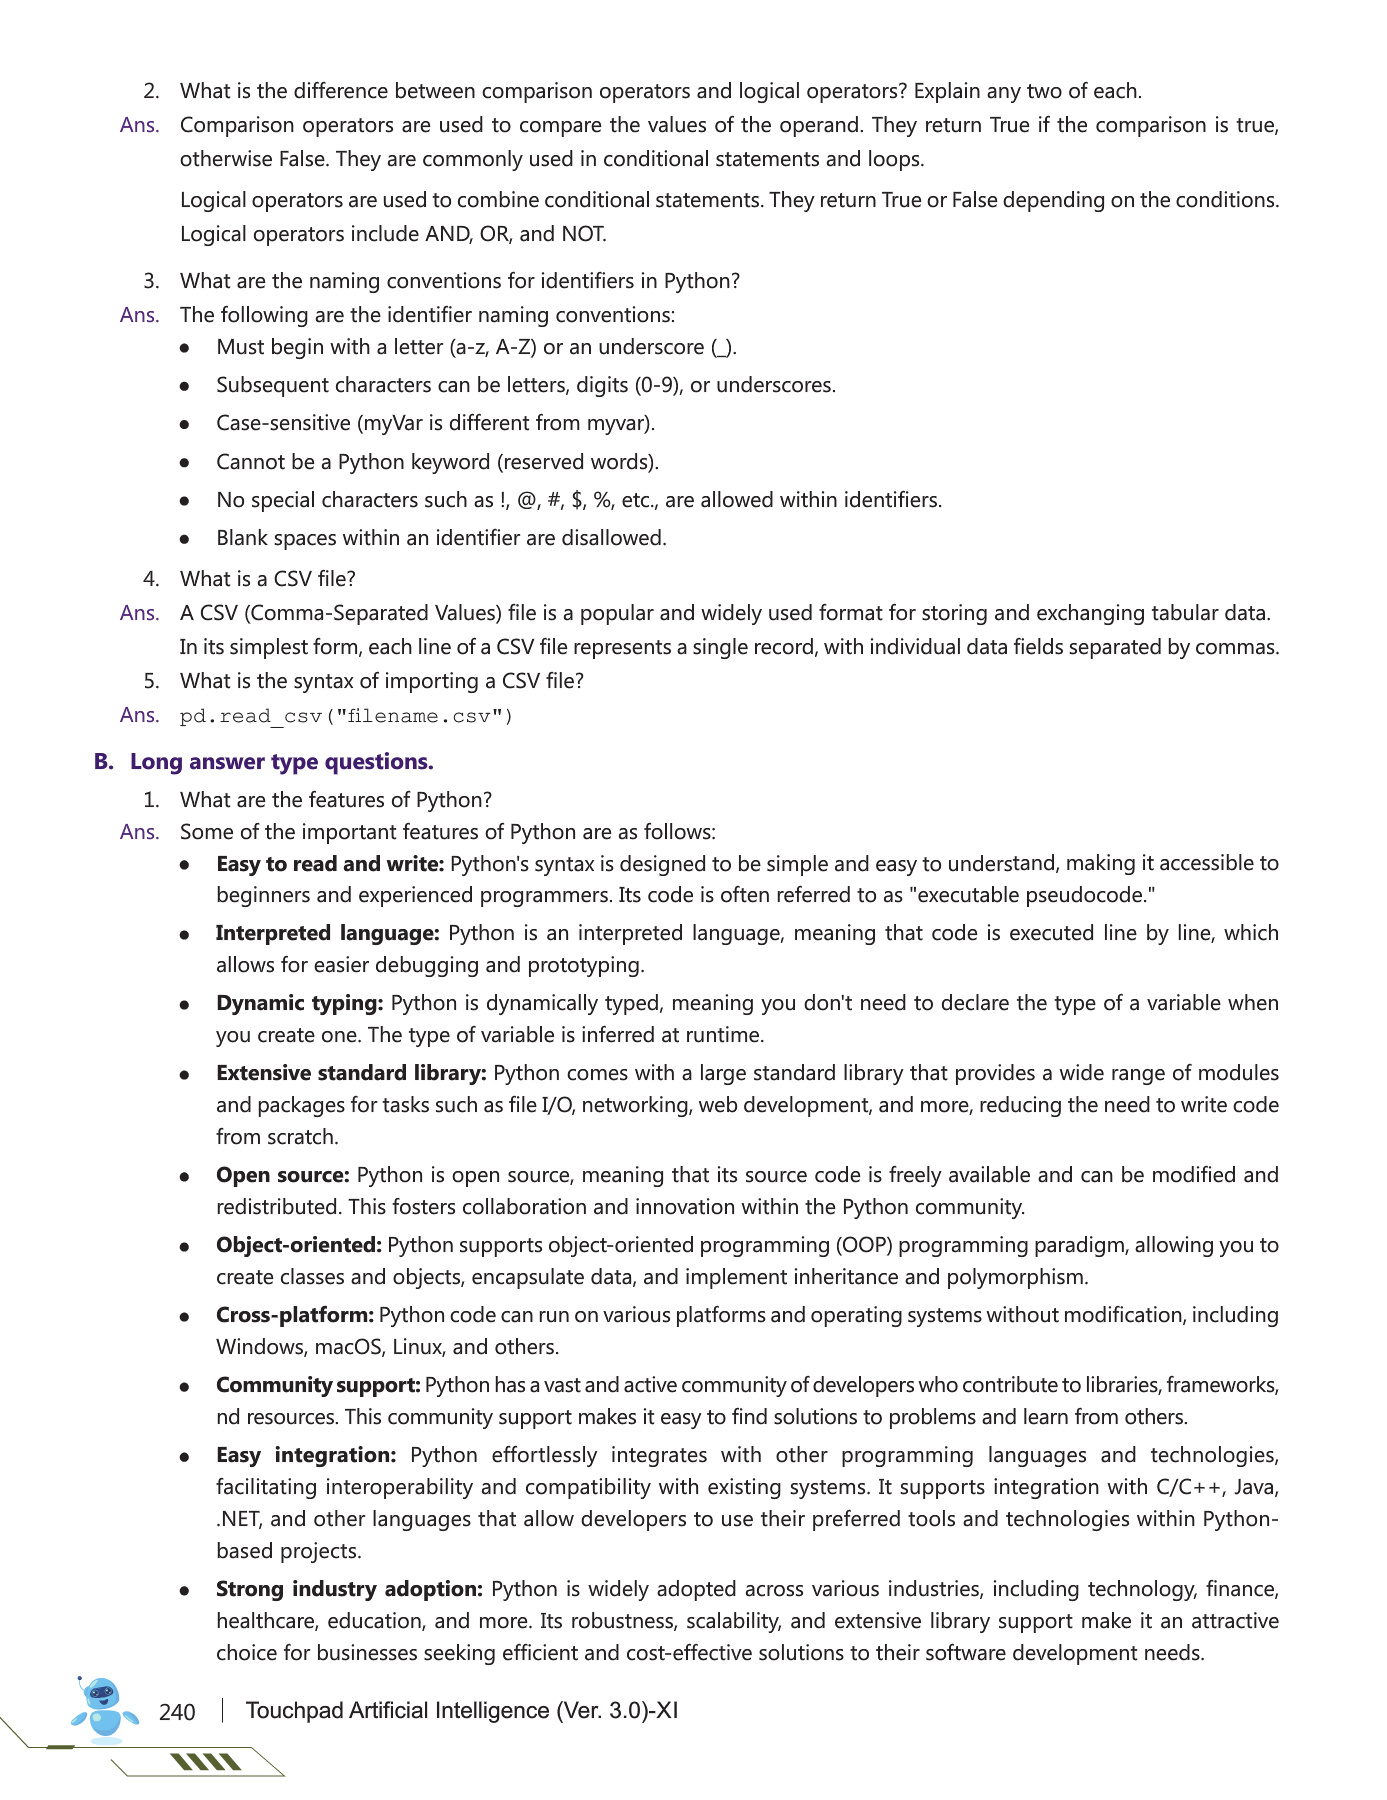 2. What is the difference between comparison operators and logical operators? Explain any two of each.
Ans. Comparison operators are used to compare the values of the operand. They return True if the comparison is true,
otherwise False. They are commonly used in conditional statements and loops.
Logical operators are used to combine conditional statements. They return True or False depending on the conditions.
Logical operators include AND, OR, and NOT.
3. What are the naming conventions for identifiers in Python?
Ans. The following are the identifier naming conventions:
● Must begin with a letter (a-z, A-Z) or an underscore (_).
● Subsequent characters can be letters, digits (0-9), or underscores.
● Case-sensitive (myVar is different from myvar).
● Cannot be a Python keyword (reserved words).
● No special characters such as !, @, #, $, %, etc., are allowed within identifiers.
● Blank spaces within an identifier are disallowed.
4. What is a CSV file?
Ans. A CSV (Comma-Separated Values) file is a popular and widely used format for storing and exchanging tabular data.
In its simplest form, each line of a CSV file represents a single record, with individual data fields separated by commas.
5. What is the syntax of importing a CSV file?
Ans. pd.read_csv("filename.csv")
B. Long answer type questions.
1. What are the features of Python?
Ans. Some of the important features of Python are as follows:
● Easy to read and write: Python's syntax is designed to be simple and easy to understand, making it accessible to
beginners and experienced programmers. Its code is often referred to as "executable pseudocode."
● Interpreted language: Python is an interpreted language, meaning that code is executed line by line, which
allows for easier debugging and prototyping.
● Dynamic typing: Python is dynamically typed, meaning you don't need to declare the type of a variable when
you create one. The type of variable is inferred at runtime.
● Extensive standard library: Python comes with a large standard library that provides a wide range of modules
and packages for tasks such as file I/O, networking, web development, and more, reducing the need to write code
from scratch.
● Open source: Python is open source, meaning that its source code is freely available and can be modified and
redistributed. This fosters collaboration and innovation within the Python community.
● Object-oriented: Python supports object-oriented programming (OOP) programming paradigm, allowing you to
create classes and objects, encapsulate data, and implement inheritance and polymorphism.
● Cross-platform: Python code can run on various platforms and operating systems without modification, including
Windows, macOS, Linux, and others.
● Community support: Python has a vast and active community of developers who contribute to libraries, frameworks,
nd resources. This community support makes it easy to find solutions to problems and learn from others.
● Easy integration: Python effortlessly integrates with other programming languages and technologies,
facilitating interoperability and compatibility with existing systems. It supports integration with C/C++, Java,
.NET, and other languages that allow developers to use their preferred tools and technologies within Python-
based projects.
● Strong industry adoption: Python is widely adopted across various industries, including technology, finance,
healthcare, education, and more. Its robustness, scalability, and extensive library support make it an attractive
choice for businesses seeking efficient and cost-effective solutions to their software development needs.
240 Touchpad Artificial Intelligence (Ver. 3.0)-XI